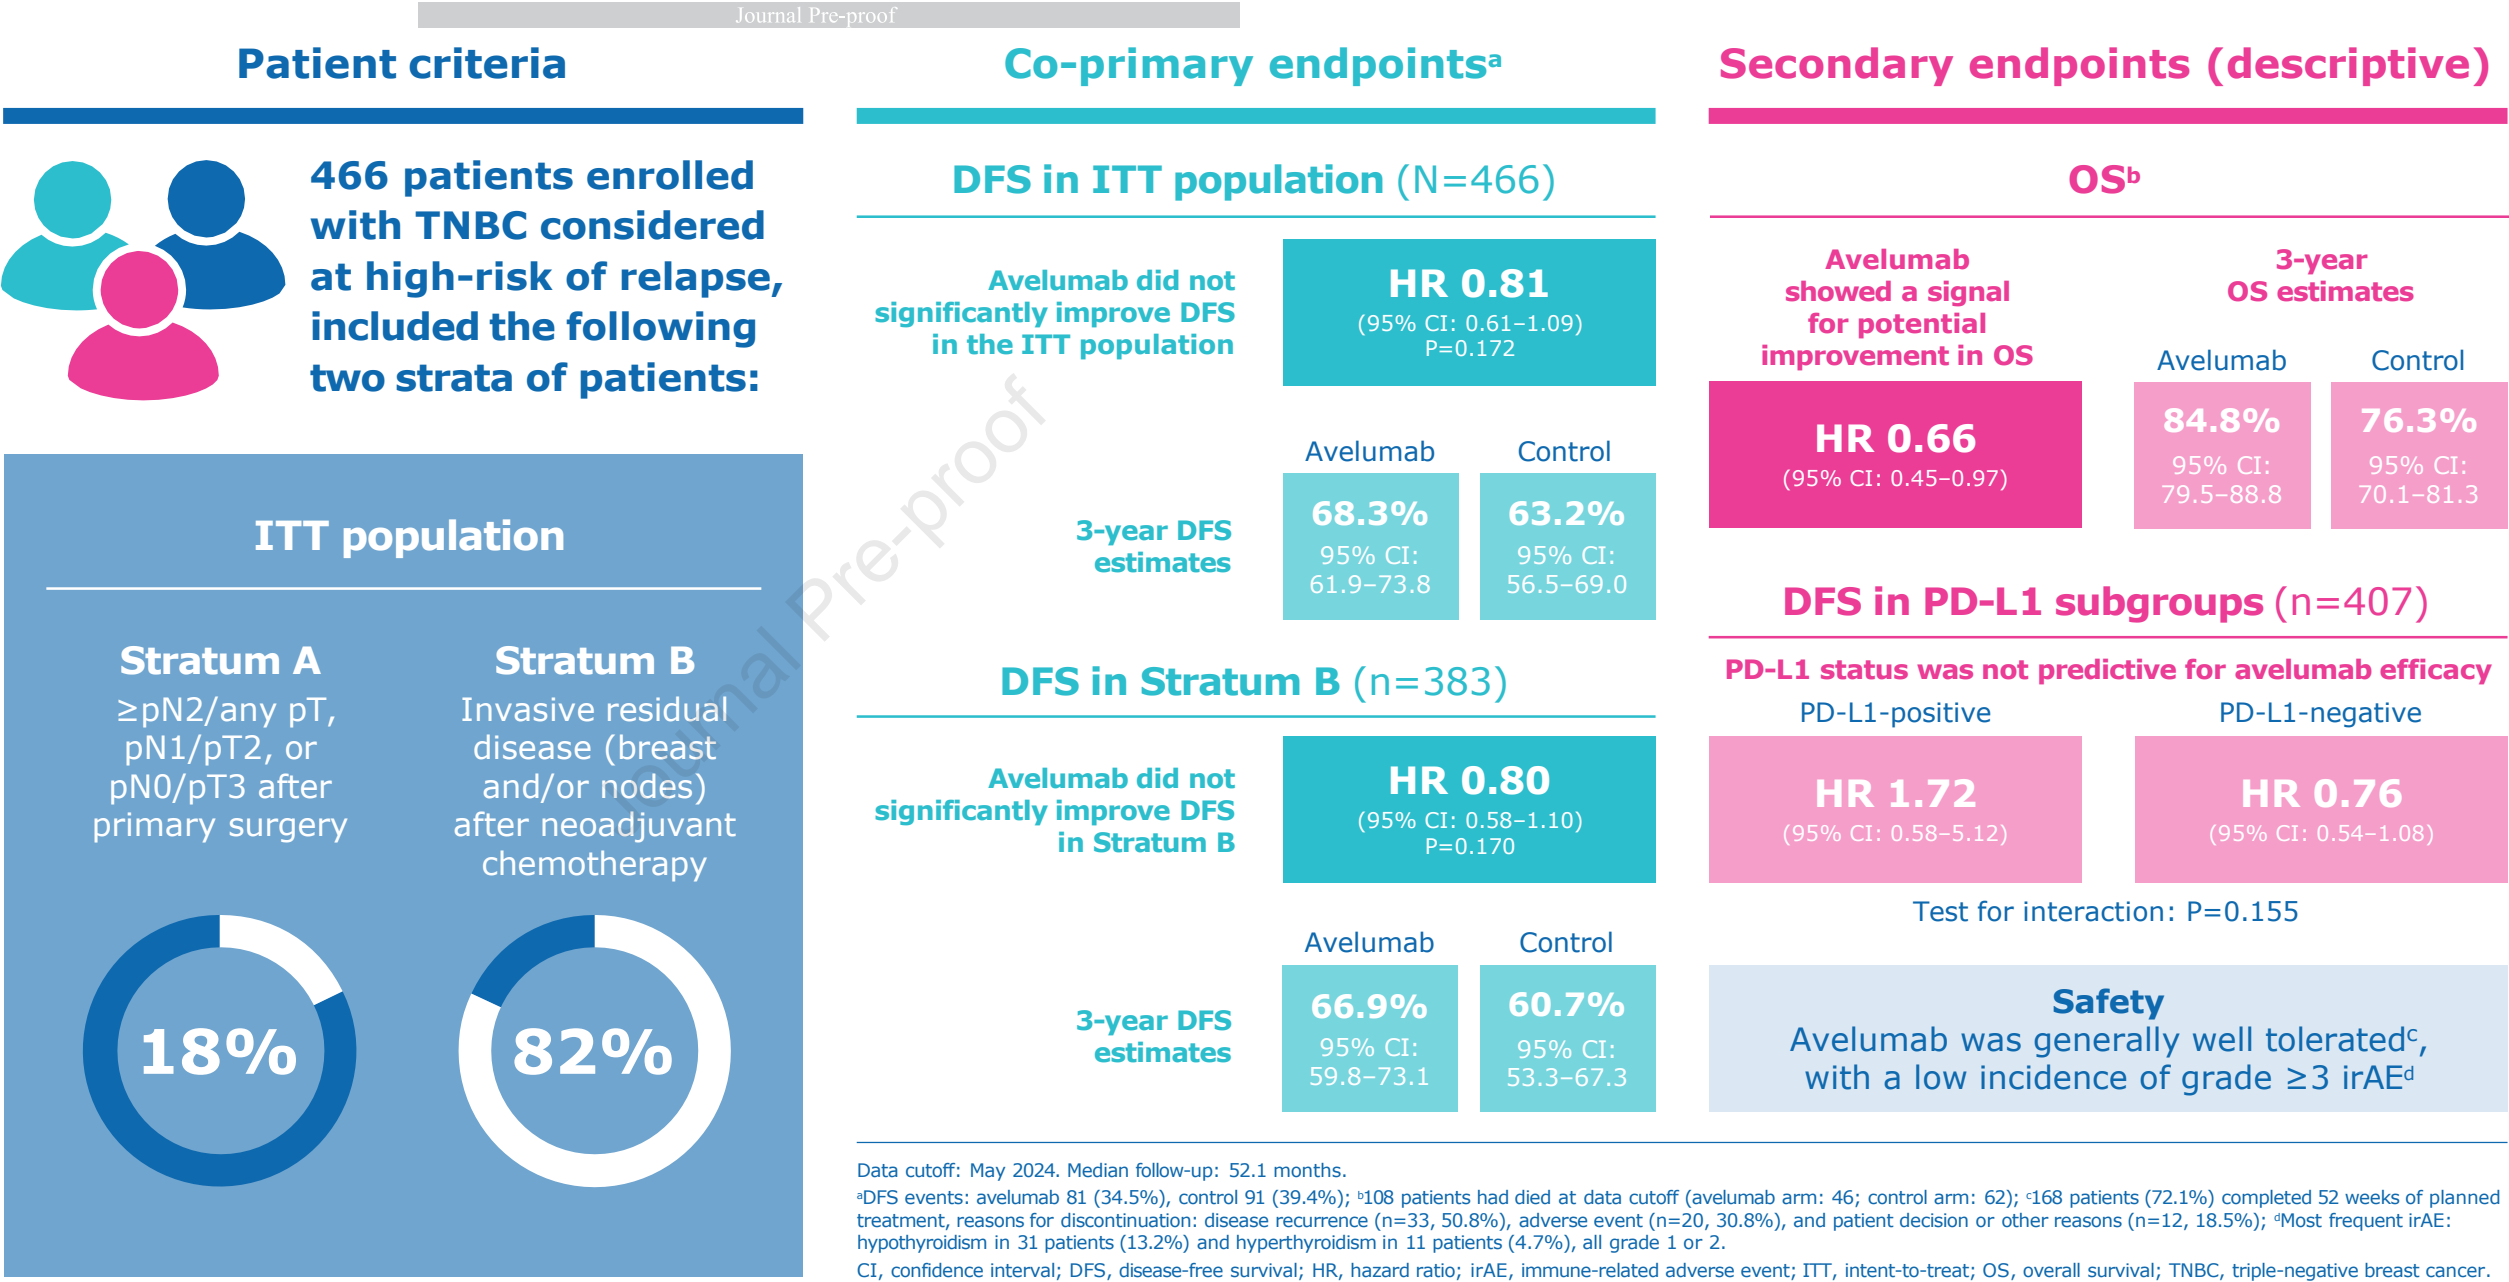 Journal Pre-proof
Patient criteria
466 patients enrolled
with TNBC considered
at high-risk of relapse,
included the following
two strata of patients:
ITT population
Stratum A
≥pN2/any pT,
pN1/pT2, or
pN0/pT3 after
primary surgery
18%
Stratum B
Invasive residual
disease (breast
and/or nodes)
after neoadjuvant
chemotherapy
82%
Journal Pre-proof
Co-primary endpointsᵃ
DFS in ITT population (N=466)
Avelumab did not
significantly improve DFS
in the ITT population
HR 0.81
(95% CI: 0.61–1.09)
P=0.172
3-year DFS
estimates
Avelumab
68.3%
95% CI:
61.9–73.8
Control
63.2%
95% CI:
56.5–69.0
DFS in Stratum B (n=383)
Avelumab did not
significantly improve DFS
in Stratum B
HR 0.80
(95% CI: 0.58–1.10)
P=0.170
3-year DFS
estimates
Avelumab
66.9%
95% CI:
59.8–73.1
Control
60.7%
95% CI:
53.3–67.3
Secondary endpoints (descriptive)
OSᵇ
Avelumab
showed a signal
for potential
improvement in OS
HR 0.66
(95% CI: 0.45–0.97)
3-year
OS estimates
Avelumab
84.8%
95% CI:
79.5–88.8
Control
76.3%
95% CI:
70.1–81.3
DFS in PD-L1 subgroups (n=407)
PD-L1 status was not predictive for avelumab efficacy
PD-L1-positive
HR 1.72
(95% CI: 0.58–5.12)
PD-L1-negative
HR 0.76
(95% CI: 0.54–1.08)
Test for interaction: P=0.155
Safety
Avelumab was generally well toleratedᶜ,
with a low incidence of grade ≥3 irAEᵈ
Data cutoff: May 2024. Median follow-up: 52.1 months.
ᵃDFS events: avelumab 81 (34.5%), control 91 (39.4%); ᵇ108 patients had died at data cutoff (avelumab arm: 46; control arm: 62); ᶜ168 patients (72.1%) completed 52 weeks of planned
treatment, reasons for discontinuation: disease recurrence (n=33, 50.8%), adverse event (n=20, 30.8%), and patient decision or other reasons (n=12, 18.5%); ᵈMost frequent irAE:
hypothyroidism in 31 patients (13.2%) and hyperthyroidism in 11 patients (4.7%), all grade 1 or 2.
CI, confidence interval; DFS, disease-free survival; HR, hazard ratio; irAE, immune-related adverse event; ITT, intent-to-treat; OS, overall survival; TNBC, triple-negative breast cancer.